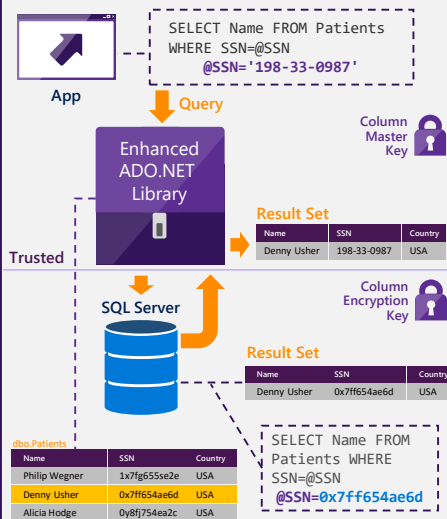 SELECT Name FROM Patients
WHERE SSN=@SSN
@SSN='198-33-0987'
App
Query
Column
Master
Key
Enhanced
ADO.NET
Library
Result Set
Name SSN Country
Denny Usher 198-33-0987 USA
Trusted
SQL Server
Column
Encryption
Key
Result Set
Name SSN Country
Denny Usher 0x7ff654ae6d USA
dbo.Patients
Name SSN Country
Philip Wegner 1x7fg655se2e USA
Denny Usher 0x7ff654ae6d USA
Alicia Hodge 0y8fj754ea2c USA
SELECT Name FROM
Patients WHERE
SSN=@SSN
@SSN=0x7ff654ae6d